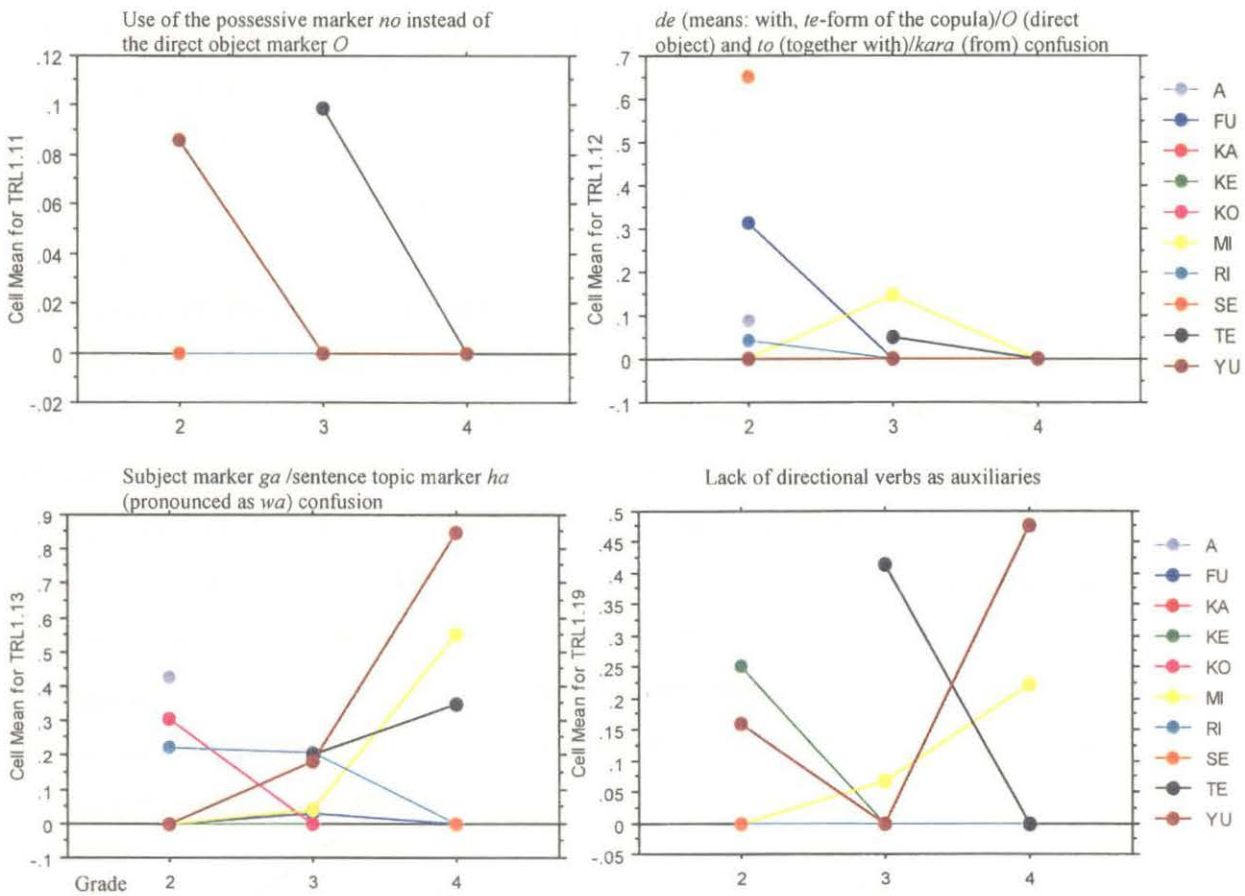 Use of the possessive marker no instead of
the direct object marker O
.12
.1
.08
.06
.04
.02
0
-.02
Cell Mean for TRL1.11
2 3 4
de (means: with, te-form of the copula)/O (direct
object) and to (together with)/kara (from) confusion
.7
.6
.5
.4
.3
.2
.1
0
-.1
Cell Mean for TRL1.12
2 3 4
A
FU
KA
KE
KO
MI
RI
SE
TE
YU
Subject marker ga /sentence topic marker ha
(pronounced as wa) confusion
.9
.8
.7
.6
.5
.4
.3
.2
.1
0
-.1
Cell Mean for TRL1.13
Grade 2 3 4
Lack of directional verbs as auxiliaries
.5
.45
.4
.35
.3
.25
.2
.15
.1
.05
0
-.05
Cell Mean for TRL1.19
2 3 4
A
FU
KA
KE
KO
MI
RI
SE
TE
YU